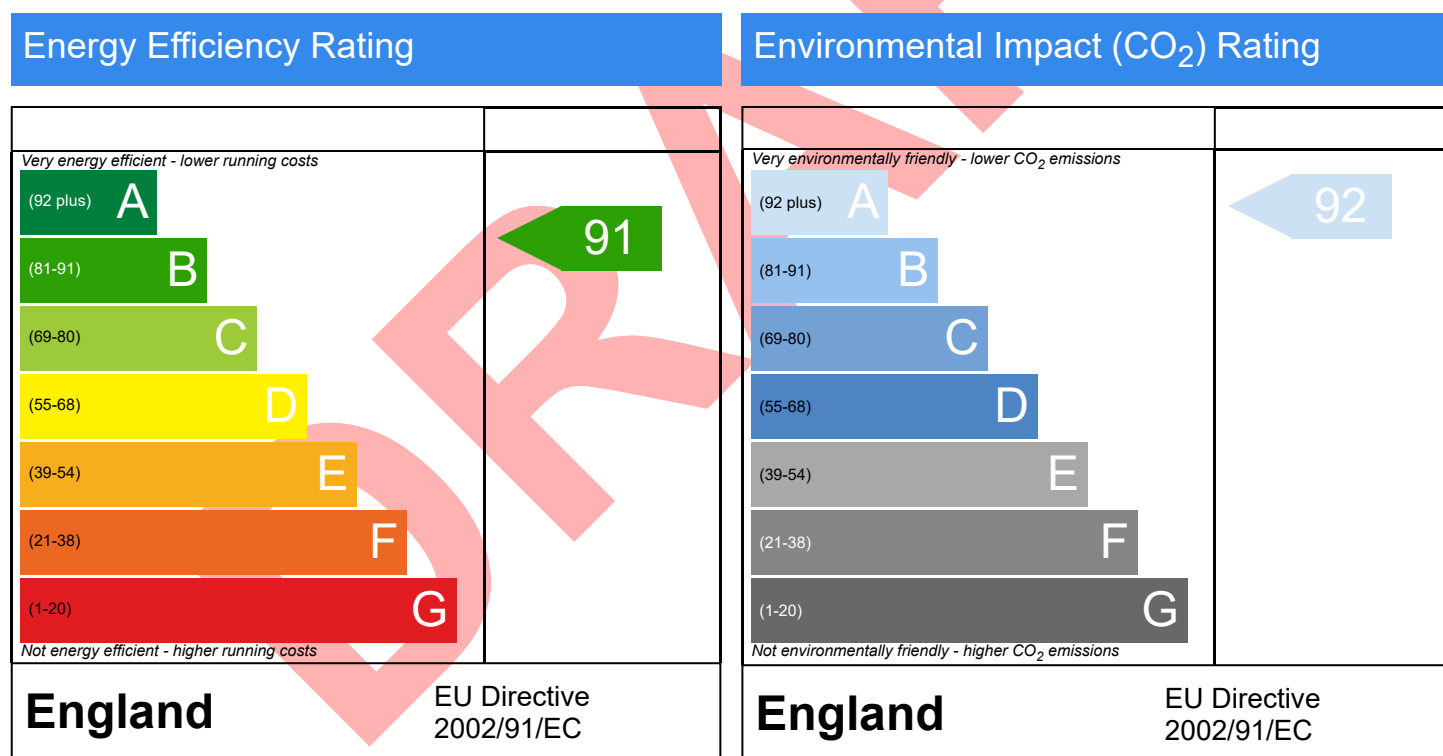 Energy Efficiency Rating
Very energy efficient - lower running costs
(92 plus) A
(81-91) B
(69-80) C
(55-68) D
(39-54) E
(21-38) F
(1-20) G
91
Not energy efficient - higher running costs
England
EU Directive
2002/91/EC
Environmental Impact (CO₂) Rating
Very environmentally friendly - lower CO₂ emissions
(92 plus) A
(81-91) B
(69-80) C
(55-68) D
(39-54) E
(21-38) F
(1-20) G
92
Not environmentally friendly - higher CO₂ emissions
England
EU Directive
2002/91/EC